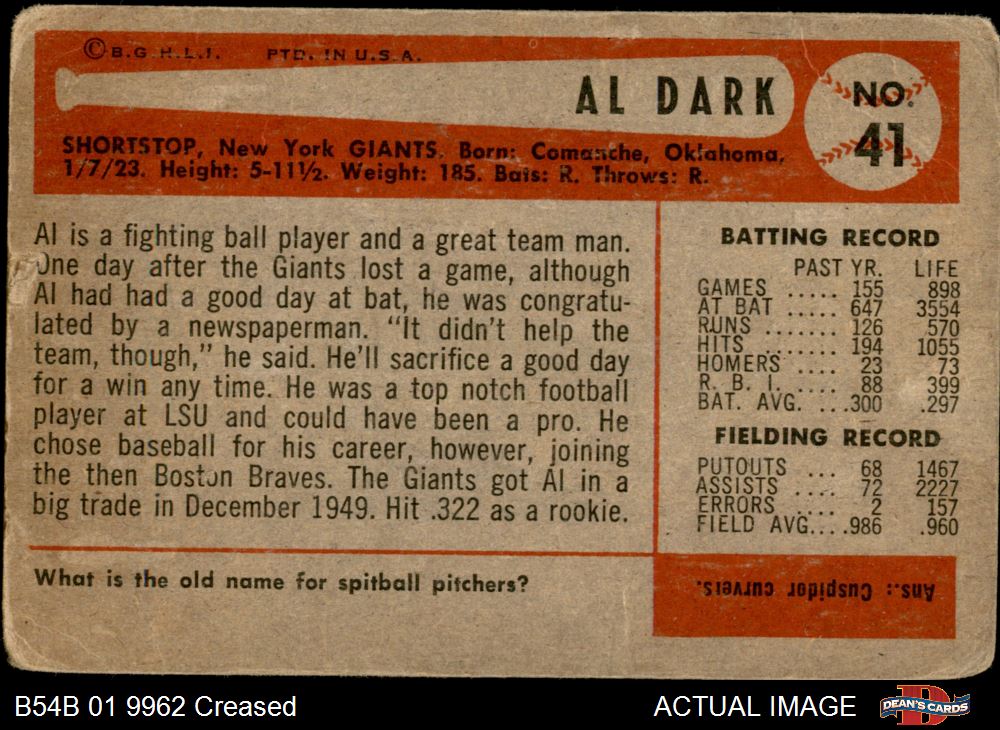 © B.G.H.L.I. PTD. IN U.S.A.
AL DARK
NO.
41
SHORTSTOP, New York GIANTS. Born: Comanche, Oklahoma,
1/7/23. Height: 5-11½. Weight: 185. Bats: R. Throws: R.
Al is a fighting ball player and a great team man.
One day after the Giants lost a game, although
Al had had a good day at bat, he was congratu-
lated by a newspaperman. "It didn't help the
team, though," he said. He'll sacrifice a good day
for a win any time. He was a top notch football
player at LSU and could have been a pro. He
chose baseball for his career, however, joining
the then Boston Braves. The Giants got Al in a
big trade in December 1949. Hit .322 as a rookie.
BATTING RECORD
PAST YR. LIFE
GAMES ..... 155 898
AT BAT ..... 647 3554
RUNS ....... 126 570
HITS ....... 194 1055
HOMERS .... 23 73
R. B. I. .... 88 399
BAT. AVG. ...300 .297
FIELDING RECORD
PUTOUTS ... 68 1467
ASSISTS .... 72 2227
ERRORS .... 2 157
FIELD AVG....986 .960
What is the old name for spitball pitchers?
Ans.: Cuspidor curvers.
B54B 01 9962 Creased
ACTUAL IMAGE
DEAN'S CARDS